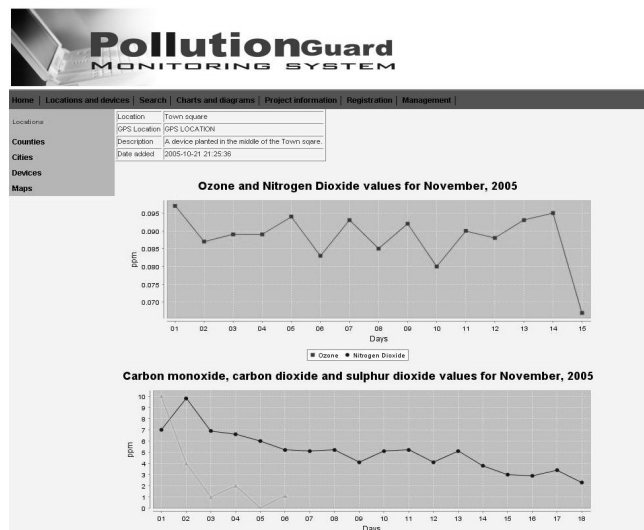 PollutionGuard
MONITORING SYSTEM
Home | Locations and devices | Search | Charts and diagrams | Project information | Registration | Management |
Locations
Counties
Cities
Devices
Maps
Location Town square
GPS Location GPS LOCATION
Description A device planted in the middle of the Town sqare.
Date added 2005-10-21 21:25:36
Ozone and Nitrogen Dioxide values for November, 2005
ppm
0.095
0.090
0.085
0.080
0.075
0.070
01 02 03 04 05 06 07 08 09 10 11 12 13 14 15
Days
Ozone Nitrogen Dioxide
Carbon monoxide, carbon dioxide and sulphur dioxide values for November, 2005
ppm
10
9
8
7
6
5
4
3
2
1
0
01 02 03 04 05 06 07 08 09 10 11 12 13 14 15 16 17 18
Days